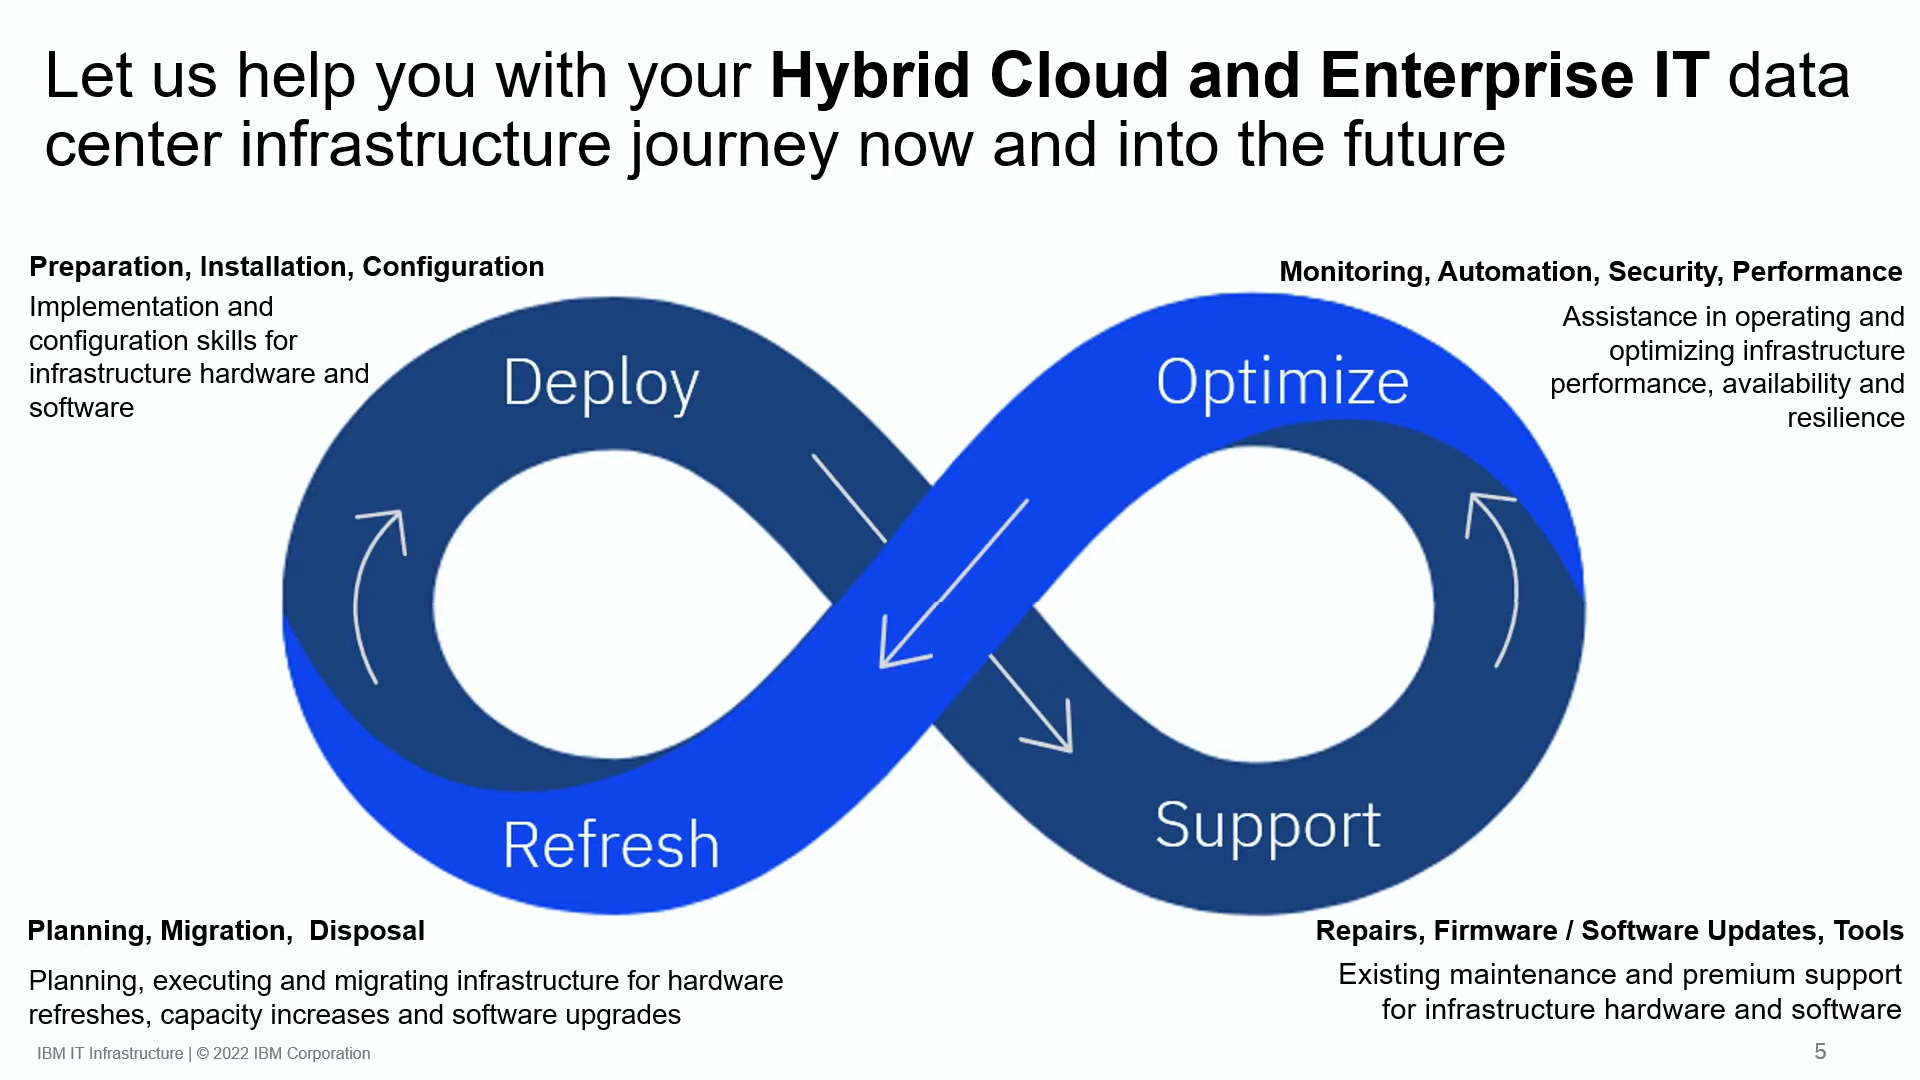 Let us help you with your Hybrid Cloud and Enterprise IT data
center infrastructure journey now and into the future
Preparation, Installation, Configuration
Implementation and
configuration skills for
infrastructure hardware and
software
Monitoring, Automation, Security, Performance
Assistance in operating and
optimizing infrastructure
performance, availability and
resilience
Deploy
Optimize
Refresh
Support
Planning, Migration,  Disposal
Planning, executing and migrating infrastructure for hardware
refreshes, capacity increases and software upgrades
Repairs, Firmware / Software Updates, Tools
Existing maintenance and premium support
for infrastructure hardware and software
IBM IT Infrastructure | © 2022 IBM Corporation
5